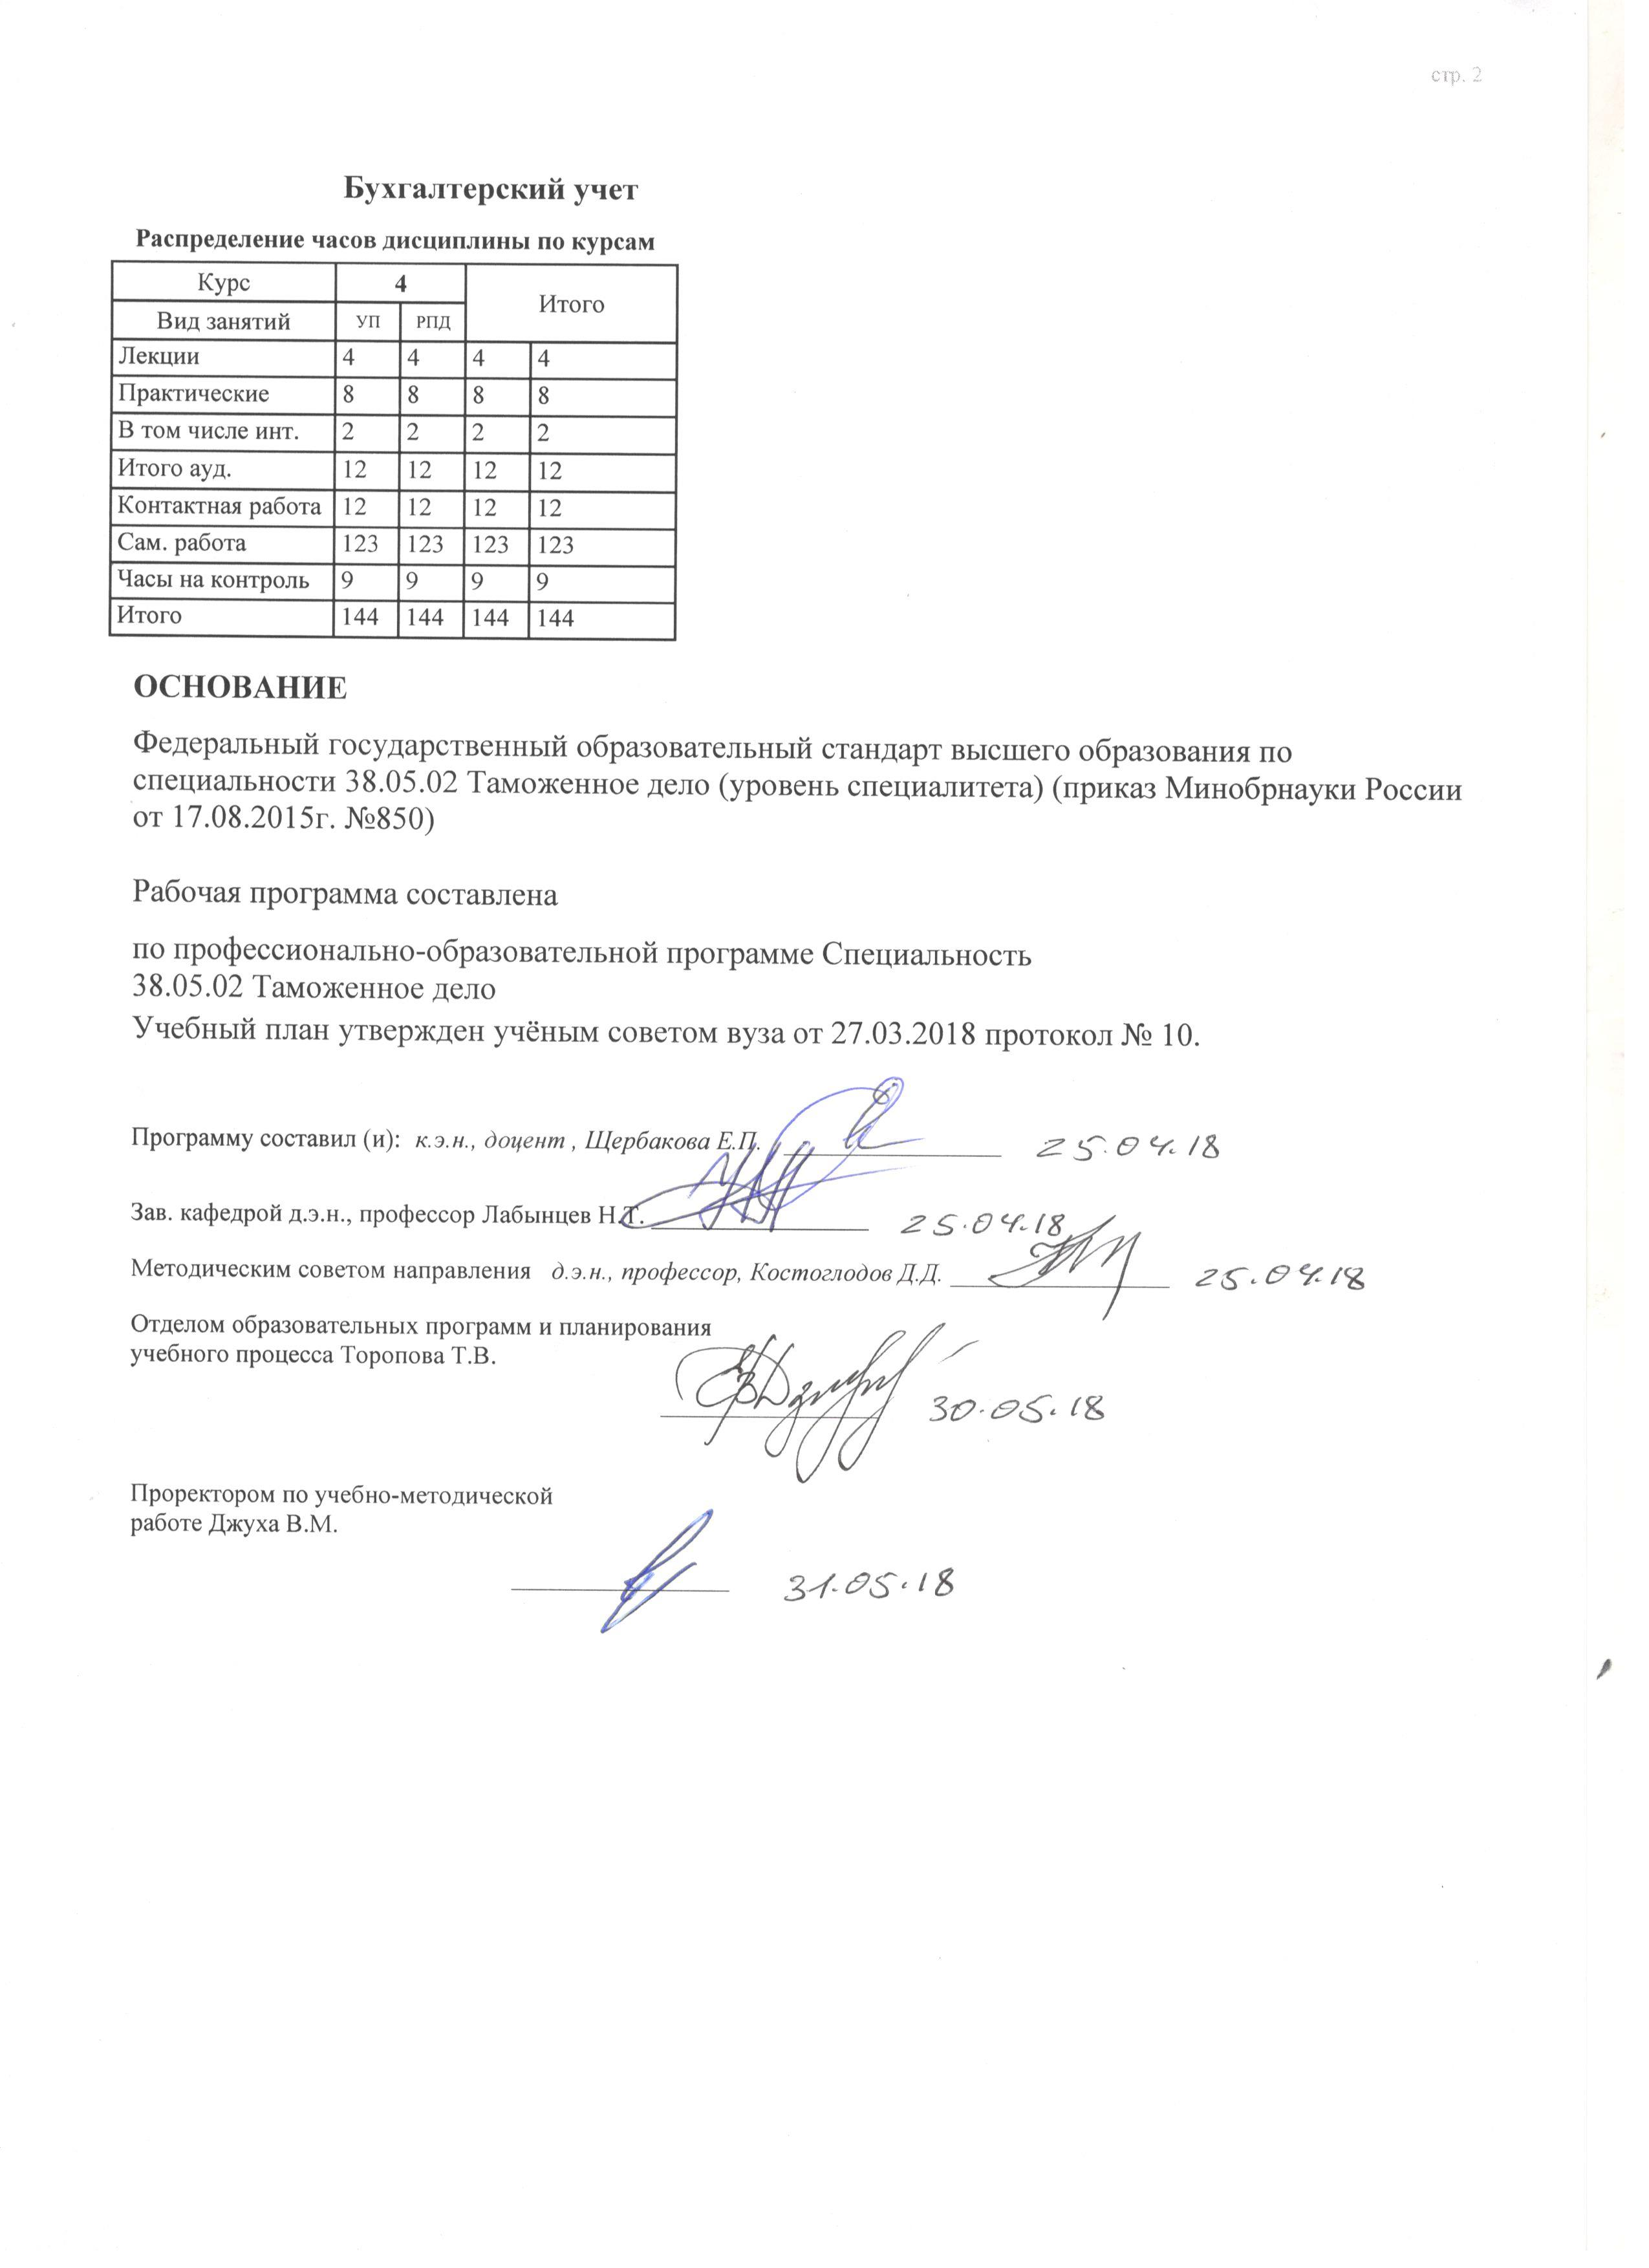 стр. 2
Бухгалтерский учет
Распределение часов дисциплины по курсам
Курс 4 Итого
Вид занятий УП РПД
Лекции 4 4 4 4
Практические 8 8 8 8
В том числе инт. 2 2 2 2
Итого ауд. 12 12 12 12
Контактная работа 12 12 12 12
Сам. работа 123 123 123 123
Часы на контроль 9 9 9 9
Итого 144 144 144 144
ОСНОВАНИЕ
Федеральный государственный образовательный стандарт высшего образования по
специальности 38.05.02 Таможенное дело (уровень специалитета) (приказ Минобрнауки России
от 17.08.2015г. №850)
Рабочая программа составлена
по профессионально-образовательной программе Специальность
38.05.02 Таможенное дело
Учебный план утвержден учёным советом вуза от 27.03.2018 протокол № 10.
Программу составил (и): к.э.н., доцент , Щербакова Е.П. 25.04.18
Зав. кафедрой д.э.н., профессор Лабынцев Н.Т. 25.04.18
Методическим советом направления д.э.н., профессор, Костоглодов Д.Д. 25.04.18
Отделом образовательных программ и планирования
учебного процесса Торопова Т.В.
30.05.18
Проректором по учебно-методической
работе Джуха В.М.
31.05.18